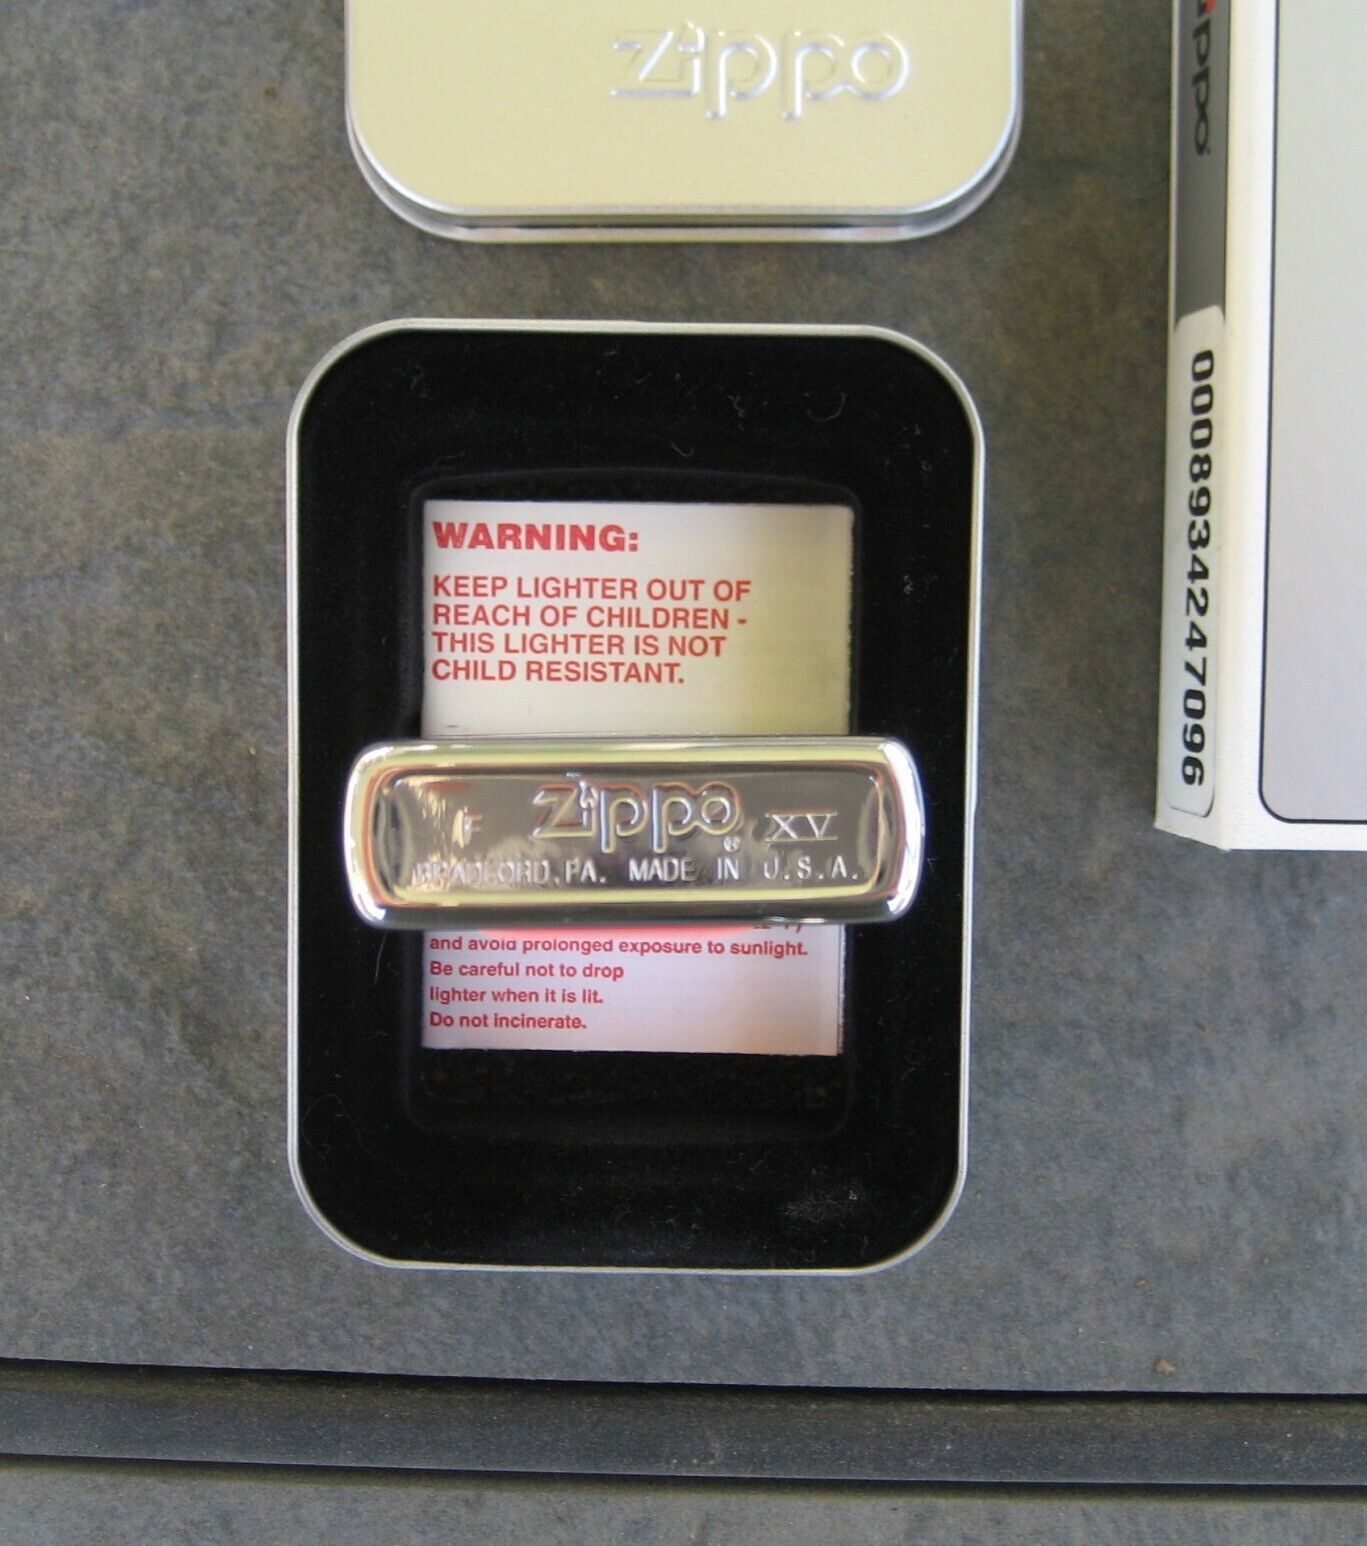 zippo
zippo
0008934247096
WARNING:
KEEP LIGHTER OUT OF
REACH OF CHILDREN -
THIS LIGHTER IS NOT
CHILD RESISTANT.
F zippo® XV
BRADFORD, PA. MADE IN U.S.A.
and avoid prolonged exposure to sunlight.
Be careful not to drop
lighter when it is lit.
Do not incinerate.